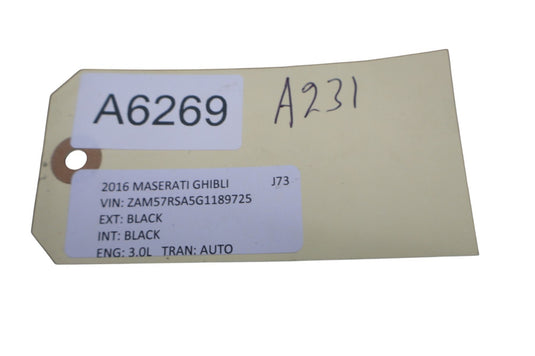 A6269
A231
2016 MASERATI GHIBLI J73
VIN: ZAM57RSA5G1189725
EXT: BLACK
INT: BLACK
ENG: 3.0L TRAN: AUTO